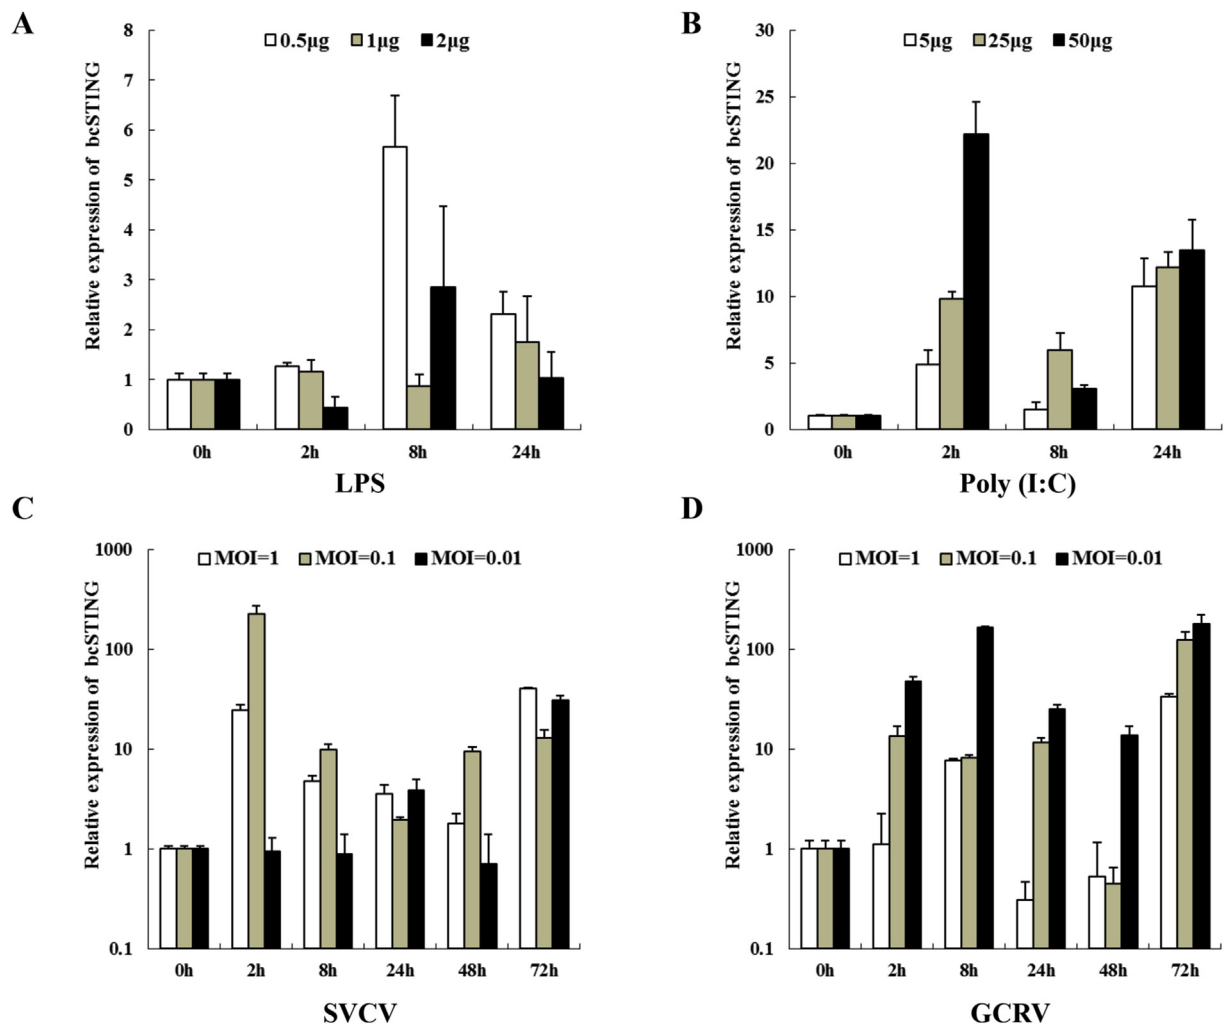 A
Relative expression of bcSTING
0.5μg 1μg 2μg
8
7
6
5
4
3
2
1
0
0h 2h 8h 24h
LPS
B
Relative expression of bcSTING
5μg 25μg 50μg
30
25
20
15
10
5
0
0h 2h 8h 24h
Poly (I:C)
C
Relative expression of bcSTING
MOI=1 MOI=0.1 MOI=0.01
1000
100
10
1
0.1
0h 2h 8h 24h 48h 72h
SVCV
D
Relative expression of bcSTING
MOI=1 MOI=0.1 MOI=0.01
1000
100
10
1
0.1
0h 2h 8h 24h 48h 72h
GCRV